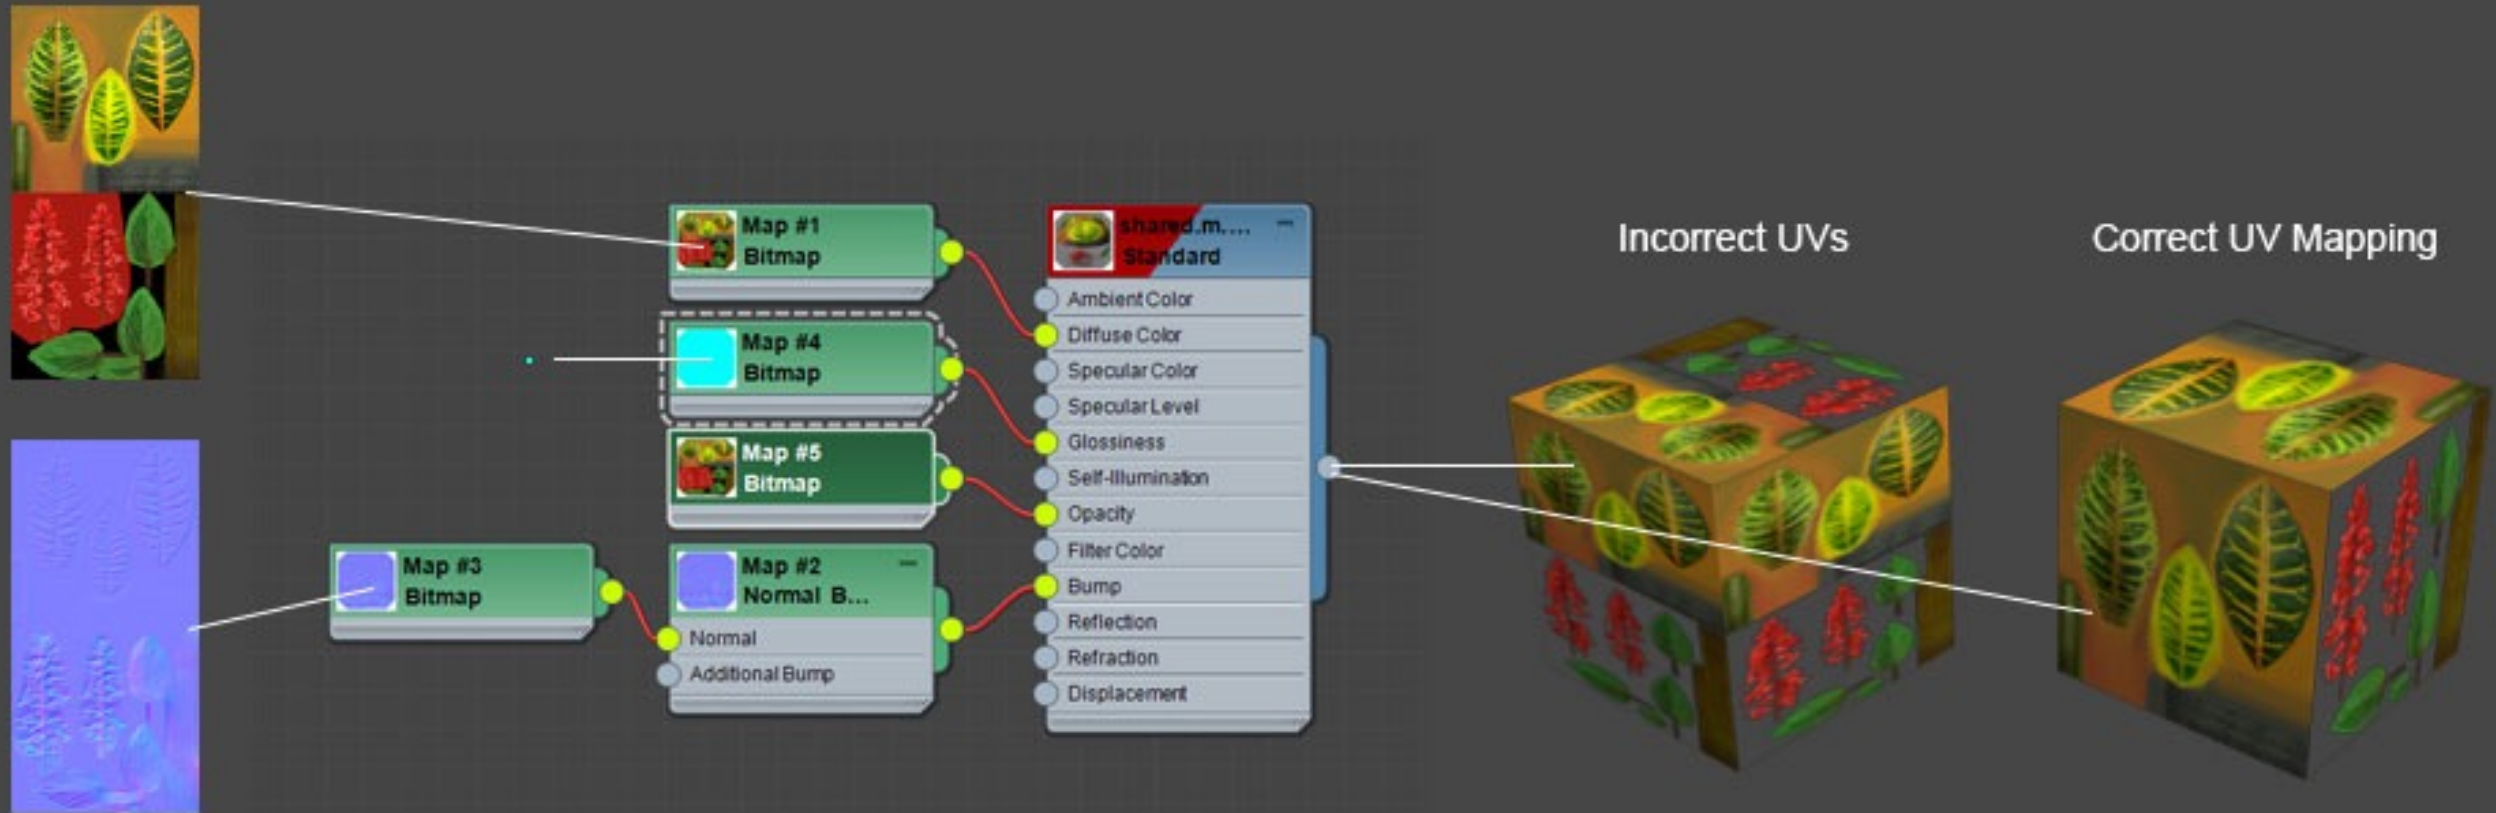 Map #1
Bitmap
Map #4
Bitmap
Map #5
Bitmap
Map #3
Bitmap
Map #2
Normal B...
Normal
Additional Bump
shared.m....
Standard
Ambient Color
Diffuse Color
Specular Color
Specular Level
Glossiness
Self-Illumination
Opacity
Filter Color
Bump
Reflection
Refraction
Displacement
Incorrect UVs
Correct UV Mapping